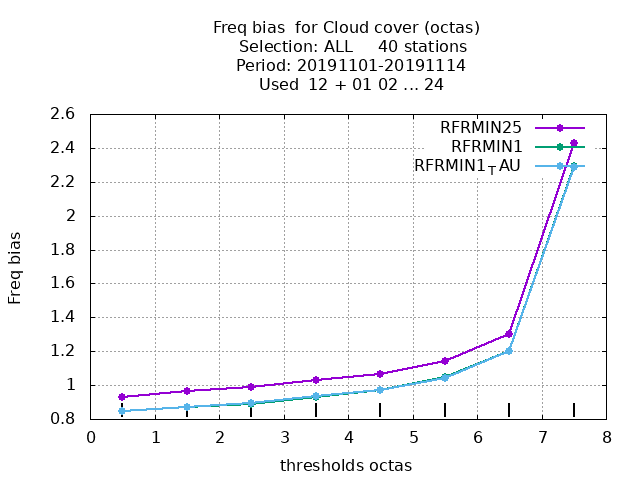 Freq bias  for Cloud cover (octas)
Selection: ALL     40 stations
Period: 20191101-20191114
Used  12 + 01 02 ... 24
2.6
2.4
2.2
2
1.8
1.6
1.4
1.2
1
0.8
Freq bias
RFRMIN25
RFRMIN1
RFRMIN1TAU
0 1 2 3 4 5 6 7 8
thresholds octas